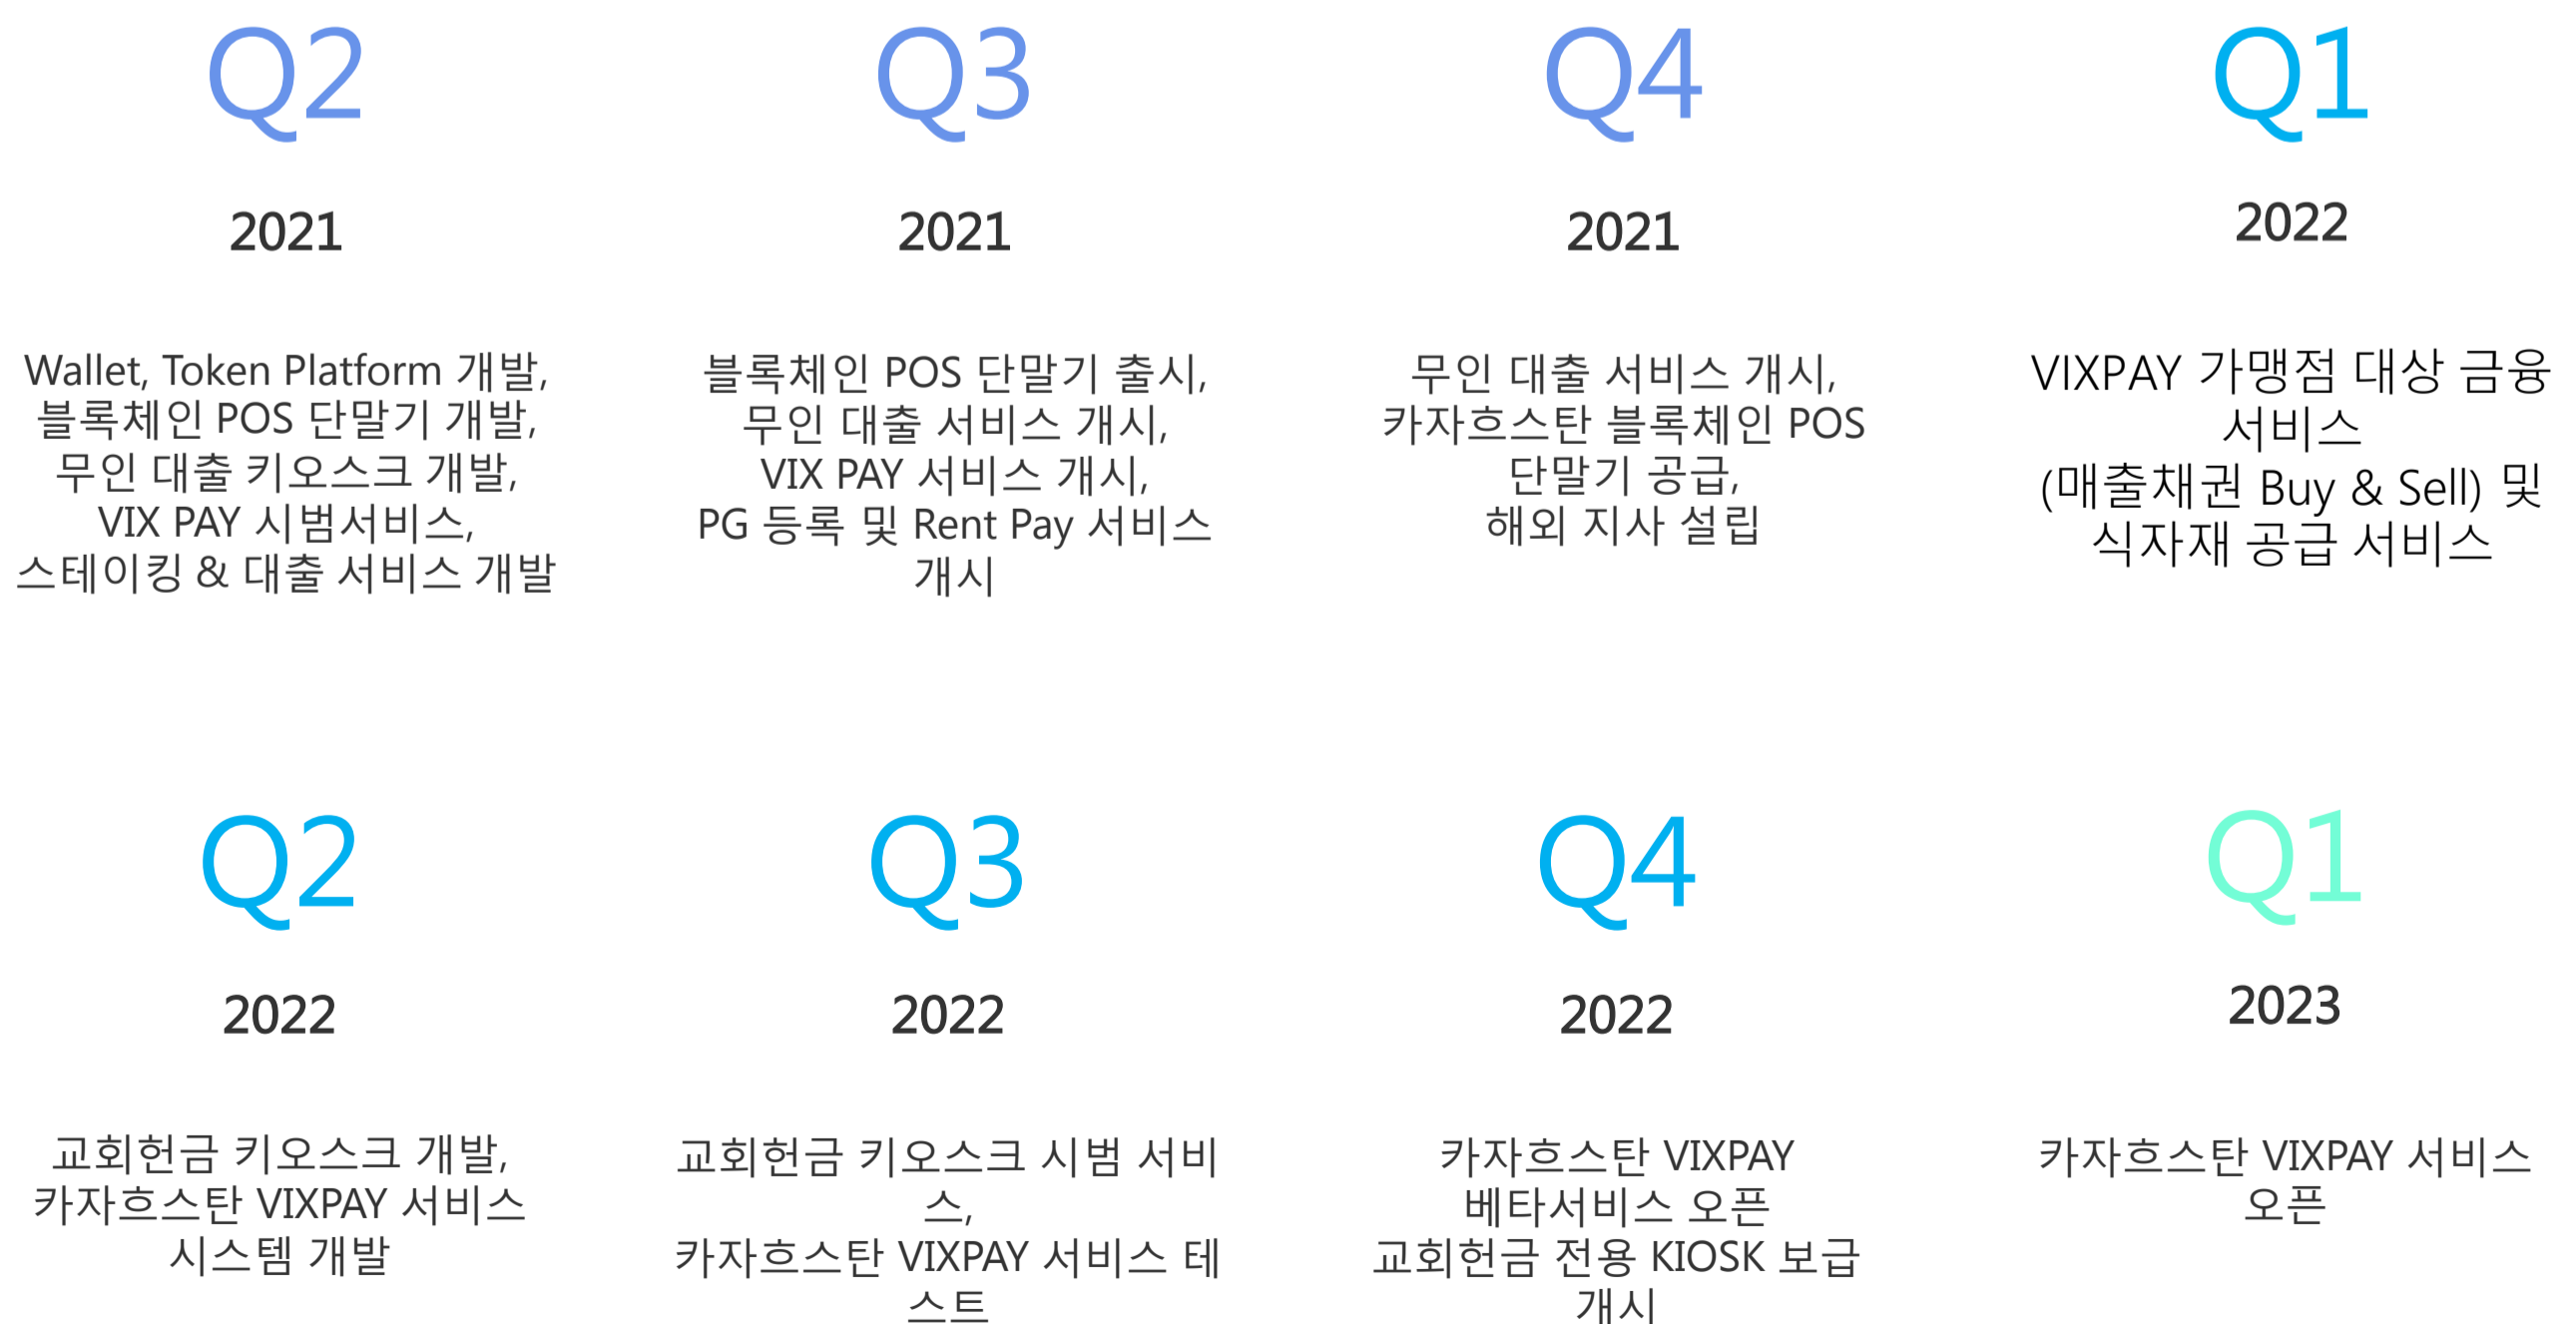 Q2
2021
Wallet, Token Platform 개발,
블록체인 POS 단말기 개발,
무인 대출 키오스크 개발,
VIX PAY 시범서비스,
스테이킹 & 대출 서비스 개발
Q3
2021
블록체인 POS 단말기 출시,
무인 대출 서비스 개시,
VIX PAY 서비스 개시,
PG 등록 및 Rent Pay 서비스
개시
Q4
2021
무인 대출 서비스 개시,
카자흐스탄 블록체인 POS
단말기 공급,
해외 지사 설립
Q1
2022
VIXPAY 가맹점 대상 금융
서비스
(매출채권 Buy & Sell) 및
식자재 공급 서비스
Q2
2022
교회헌금 키오스크 개발,
카자흐스탄 VIXPAY 서비스
시스템 개발
Q3
2022
교회헌금 키오스크 시범 서비
스,
카자흐스탄 VIXPAY 서비스 테
스트
Q4
2022
카자흐스탄 VIXPAY
베타서비스 오픈
교회헌금 전용 KIOSK 보급
개시
Q1
2023
카자흐스탄 VIXPAY 서비스
오픈